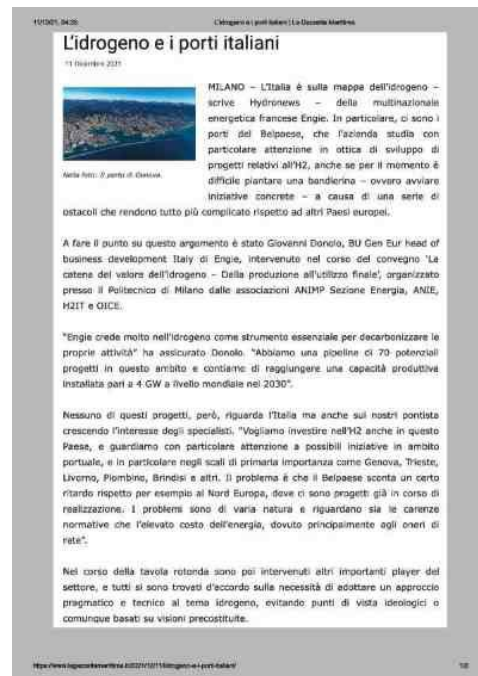 L'idrogeno e i porti italiani | La Gazzetta Marittima
L'idrogeno e i porti italiani
11 Dicembre 2021
MILANO – L'Italia è sulla mappa dell'idrogeno –
scrive Hydronews – della multinazionale
energetica francese Engie. In particolare, ci sono i
porti del Belpaese, che l'azienda studia con
particolare attenzione in ottica di sviluppo di
progetti relativi all'H2, anche se per il momento è
difficile piantare una bandierina – ovvero avviare
iniziative concrete – a causa di una serie di
ostacoli che rendono tutto più complicato rispetto ad altri Paesi europei.
Nella foto: Il porto di Genova.
A fare il punto su questo argomento è stato Giovanni Donolo, BU Gen Eur head of
business development Italy di Engie, intervenuto nel corso del convegno 'La
catena del valore dell'idrogeno – Dalla produzione all'utilizzo finale', organizzato
presso il Politecnico di Milano dalle associazioni ANIMP Sezione Energia, ANIE,
H2IT e OICE.
"Engie crede molto nell'idrogeno come strumento essenziale per decarbonizzare le
proprie attività" ha assicurato Donolo. "Abbiamo una pipeline di 70 potenziali
progetti in questo ambito e contiamo di raggiungere una capacità produttiva
installata pari a 4 GW a livello mondiale nel 2030".
Nessuno di questi progetti, però, riguarda l'Italia ma anche sui nostri pontista
crescendo l'interesse degli specialisti. "Vogliamo investire nell'H2 anche in questo
Paese, e guardiamo con particolare attenzione a possibili iniziative in ambito
portuale, e in particolare negli scali di primaria importanza come Genova, Trieste,
Livorno, Piombino, Brindisi e altri. Il problema è che il Belpaese sconta un certo
ritardo rispetto per esempio al Nord Europa, dove ci sono progetti già in corso di
realizzazione. I problemi sono di varia natura e riguardano sia le carenze
normative che l'elevato costo dell'energia, dovuto principalmente agli oneri di
rete".
Nel corso della tavola rotonda sono poi intervenuti altri importanti player del
settore, e tutti si sono trovati d'accordo sulla necessità di adottare un approccio
pragmatico e tecnico al tema idrogeno, evitando punti di vista ideologici o
comunque basati su visioni precostituite.